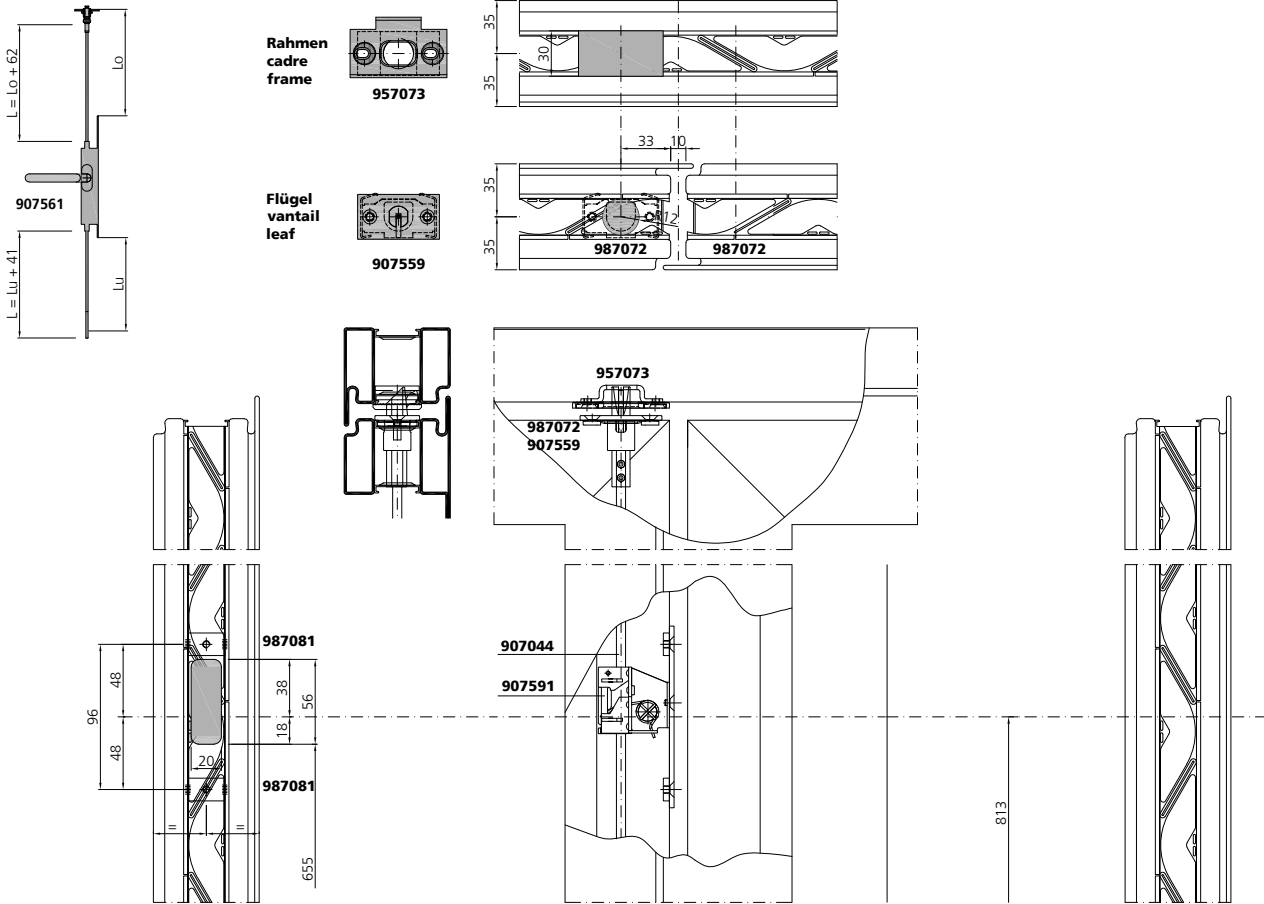 L = Lo + 62
Lo
907561
L = Lu + 41
Lu
Rahmen
cadre
frame
957073
35
35
30
33
10
Flügel
vantail
leaf
907559
35
35
R12
987072
987072
957073
987072
907559
987081
96
48
48
38
18
56
20
987081
=
=
655
907044
907591
813